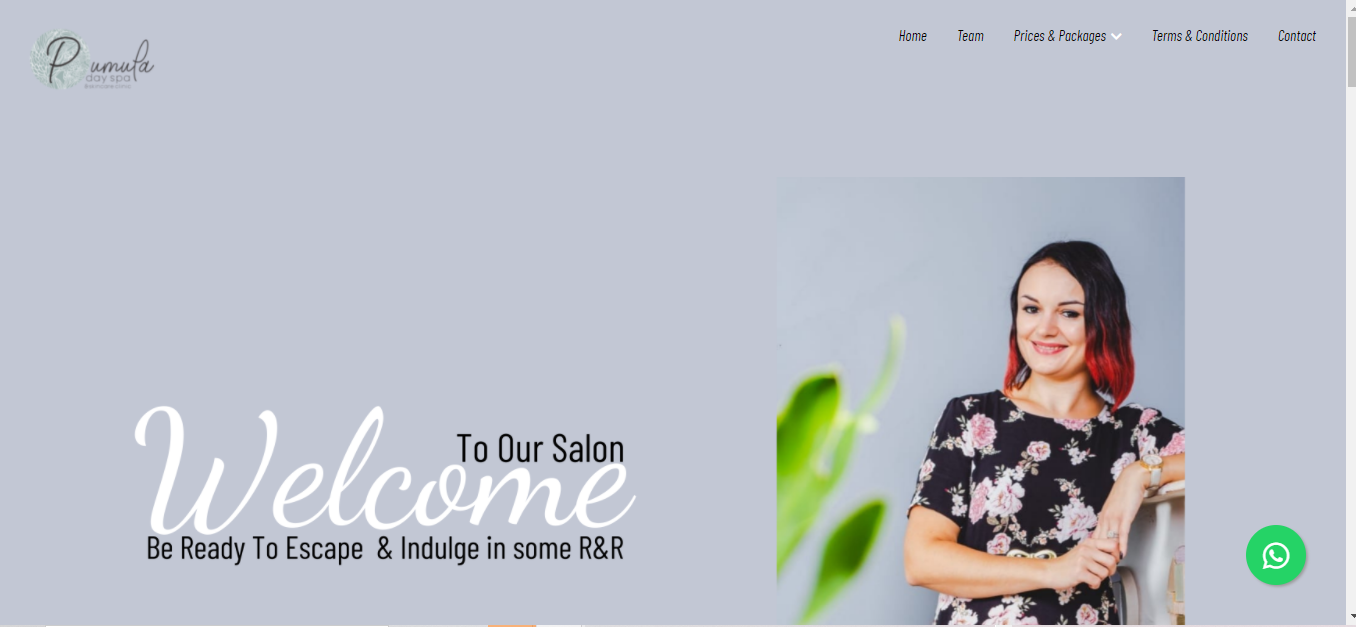 Pumula
day spa
Home
Team
Prices & Packages
Terms & Conditions
Contact
To Our Salon
Welcome
Be Ready To Escape & Indulge in some R&R